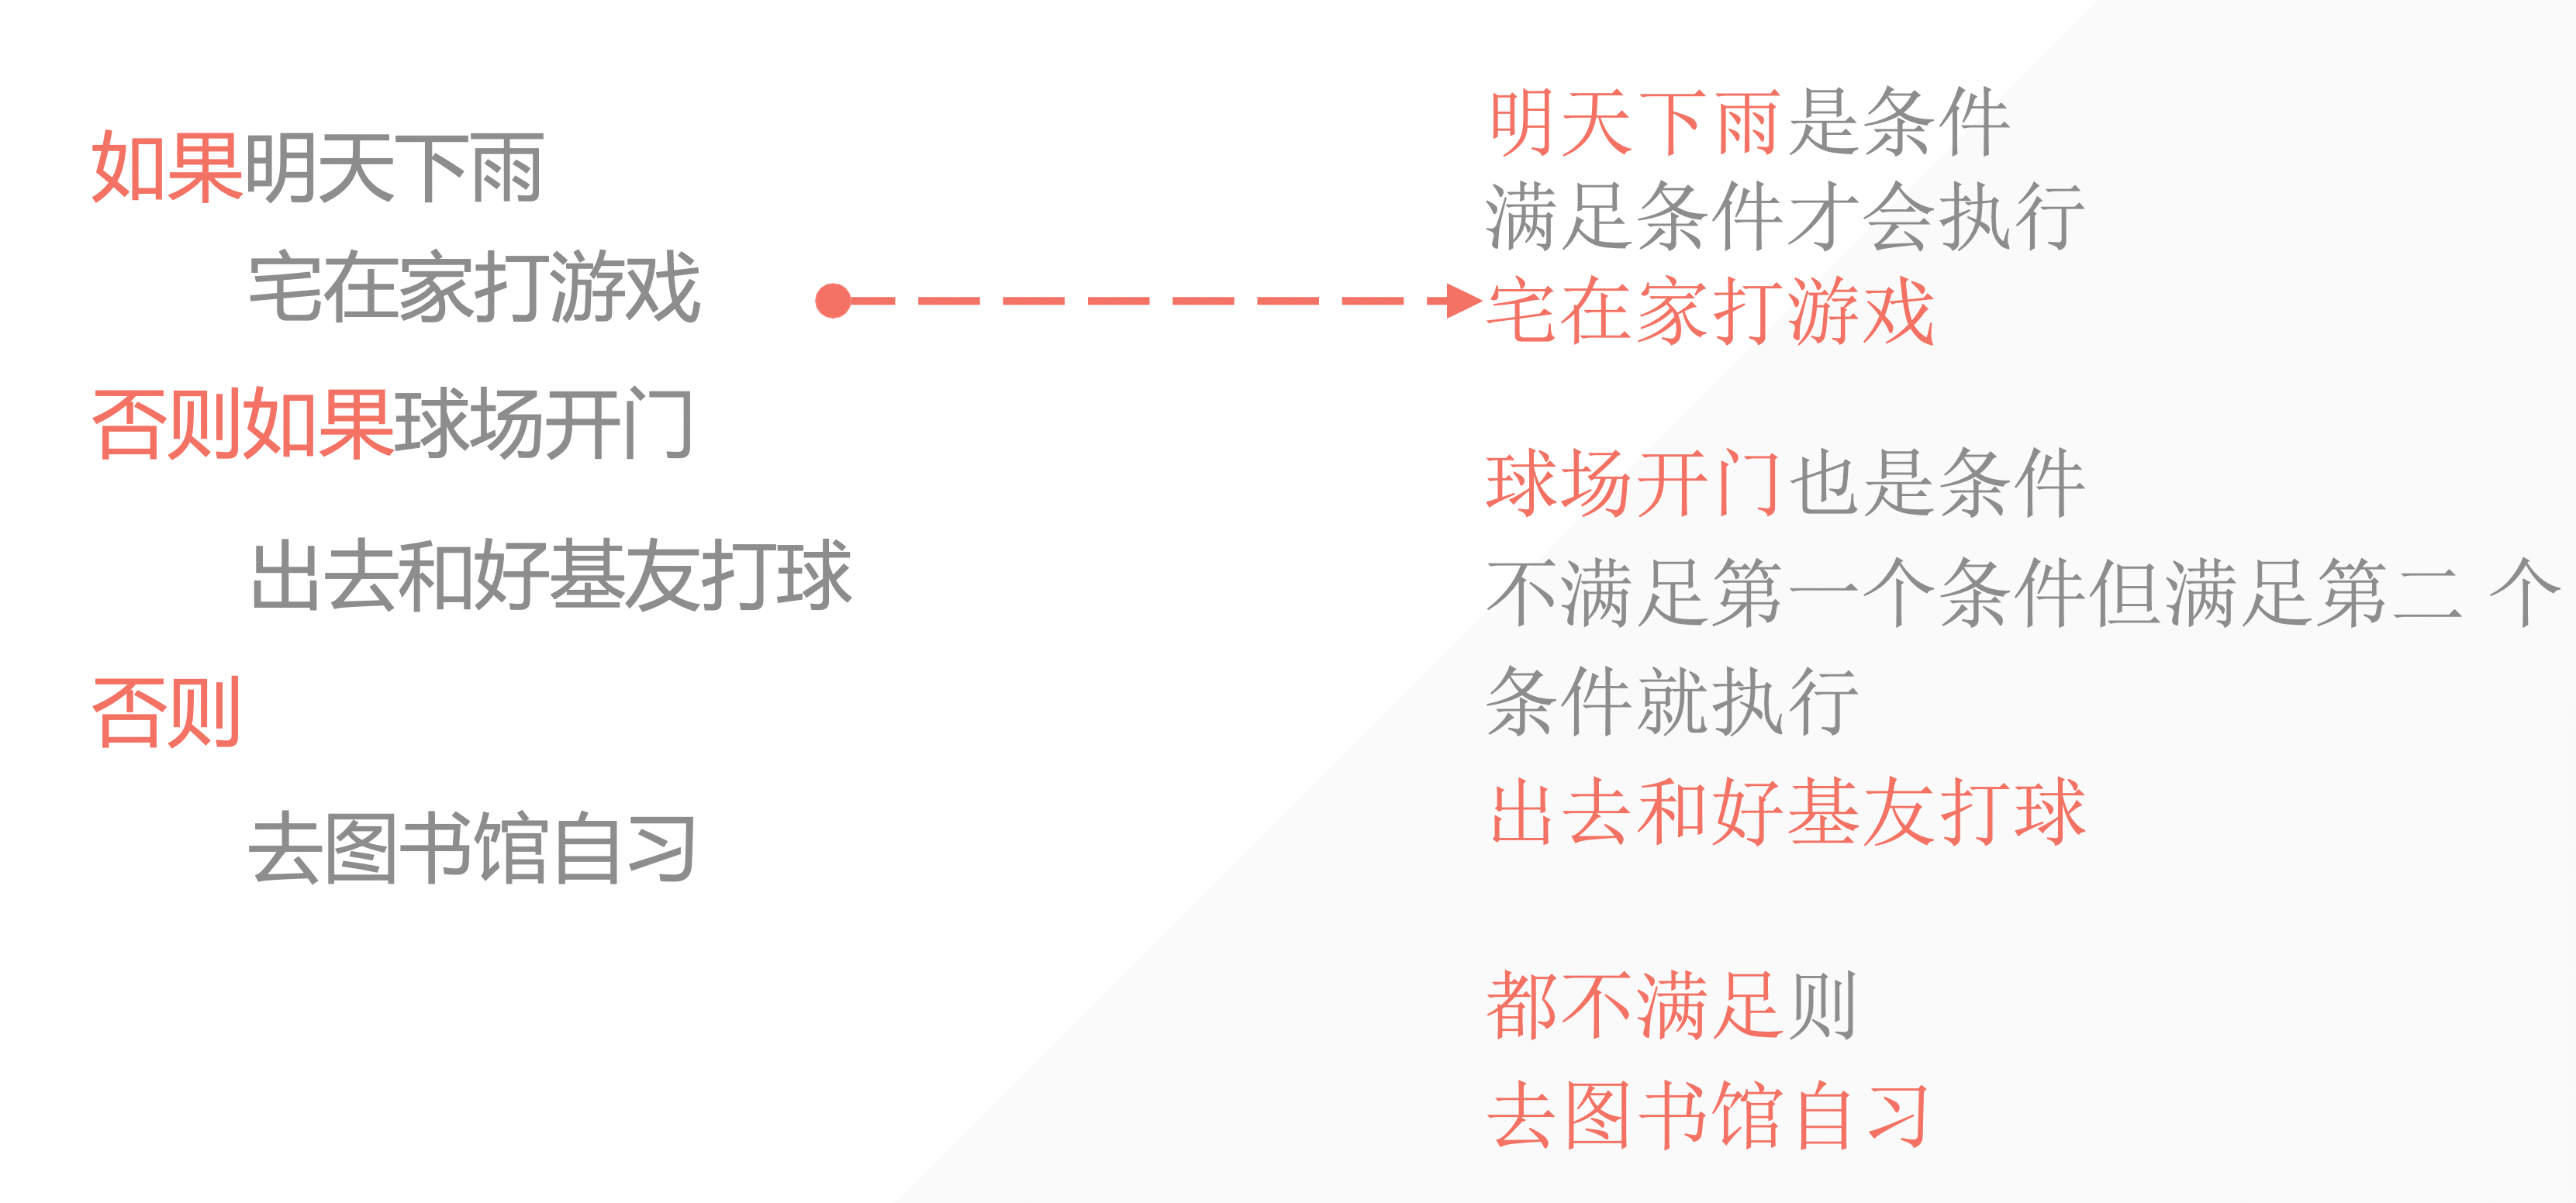 如果明天下雨
宅在家打游戏
否则如果球场开门
出去和好基友打球
否则
去图书馆自习
明天下雨是条件
满足条件才会执行
宅在家打游戏
球场开门也是条件
不满足第一个条件但满足第二 个
条件就执行
出去和好基友打球
都不满足则
去图书馆自习